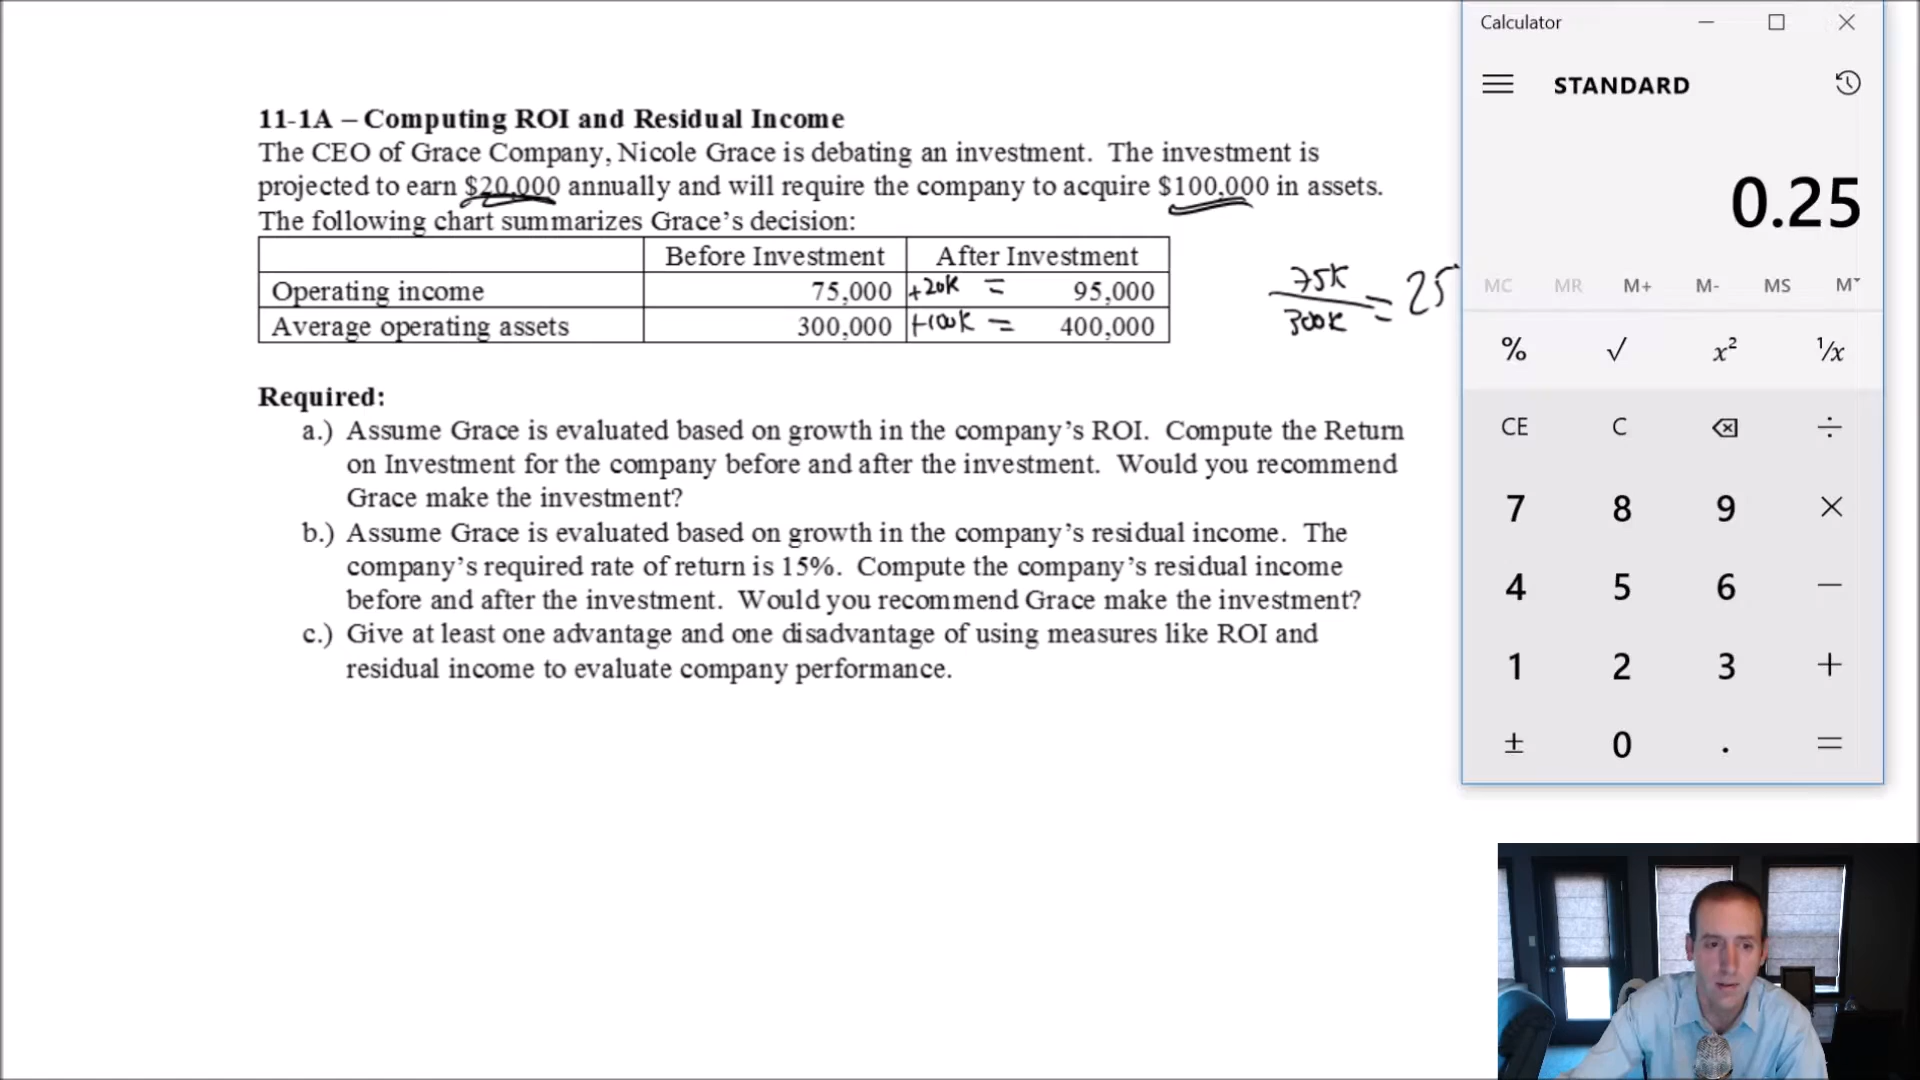 11-1A – Computing ROI and Residual Income
The CEO of Grace Company, Nicole Grace is debating an investment. The investment is
projected to earn $20,000 annually and will require the company to acquire $100,000 in assets.
The following chart summarizes Grace's decision:
Before Investment After Investment
Operating income 75,000 +20K = 95,000
Average operating assets 300,000 +100K = 400,000
75K
300K
= 25
Required:
a.) Assume Grace is evaluated based on growth in the company's ROI. Compute the Return
on Investment for the company before and after the investment. Would you recommend
Grace make the investment?
b.) Assume Grace is evaluated based on growth in the company's residual income. The
company's required rate of return is 15%. Compute the company's residual income
before and after the investment. Would you recommend Grace make the investment?
c.) Give at least one advantage and one disadvantage of using measures like ROI and
residual income to evaluate company performance.
Calculator
STANDARD
0.25
MC MR M+ M- MS M˅
% √ x² ¹/x
CE C ÷
7 8 9 ×
4 5 6 −
1 2 3 +
± 0 . =